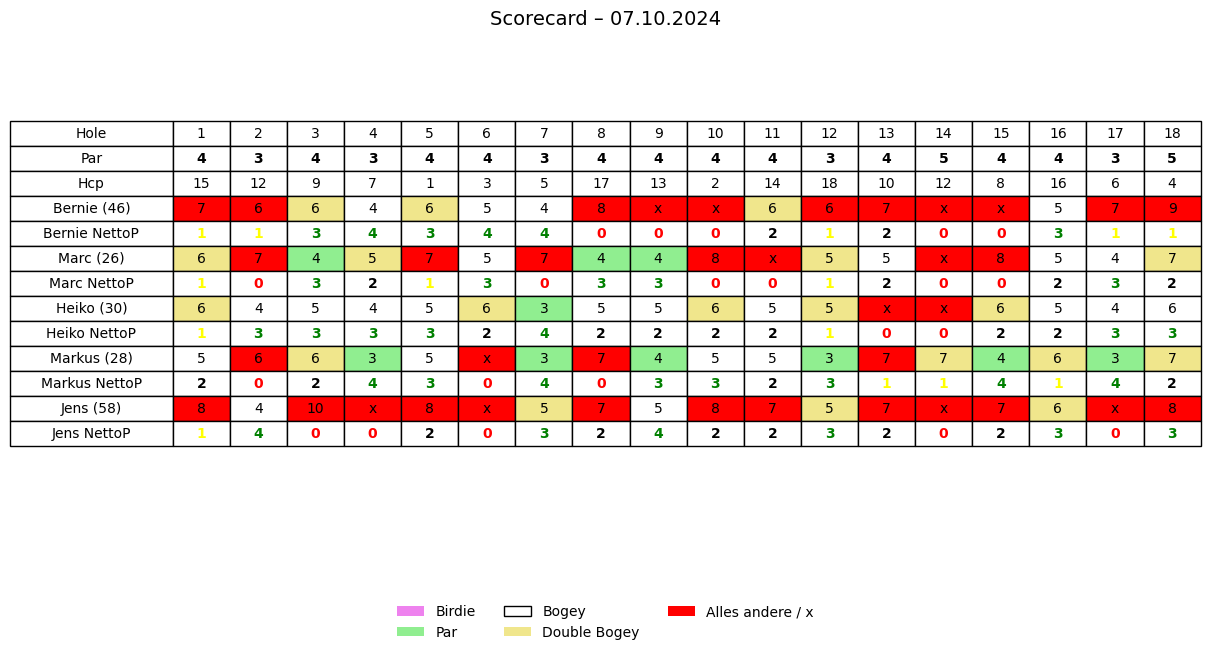 Scorecard – 07.10.2024
Hole 1 2 3 4 5 6 7 8 9 10 11 12 13 14 15 16 17 18
Par 4 3 4 3 4 4 3 4 4 4 4 3 4 5 4 4 3 5
Hcp 15 12 9 7 1 3 5 17 13 2 14 18 10 12 8 16 6 4
Bernie (46) 7 6 6 4 6 5 4 8 x x 6 6 7 x x 5 7 9
Bernie NettoP 1 1 3 4 3 4 4 0 0 0 2 1 2 0 0 3 1 1
Marc (26) 6 7 4 5 7 5 7 4 4 8 x 5 5 x 8 5 4 7
Marc NettoP 1 0 3 2 1 3 0 3 3 0 0 1 2 0 0 2 3 2
Heiko (30) 6 4 5 4 5 6 3 5 5 6 5 5 x x 6 5 4 6
Heiko NettoP 1 3 3 3 3 2 4 2 2 2 2 1 0 0 2 2 3 3
Markus (28) 5 6 6 3 5 x 3 7 4 5 5 3 7 7 4 6 3 7
Markus NettoP 2 0 2 4 3 0 4 0 3 3 2 3 1 1 4 1 4 2
Jens (58) 8 4 10 x 8 x 5 7 5 8 7 5 7 x 7 6 x 8
Jens NettoP 1 4 0 0 2 0 3 2 4 2 2 3 2 0 2 3 0 3
Birdie Bogey Alles andere / x
Par Double Bogey